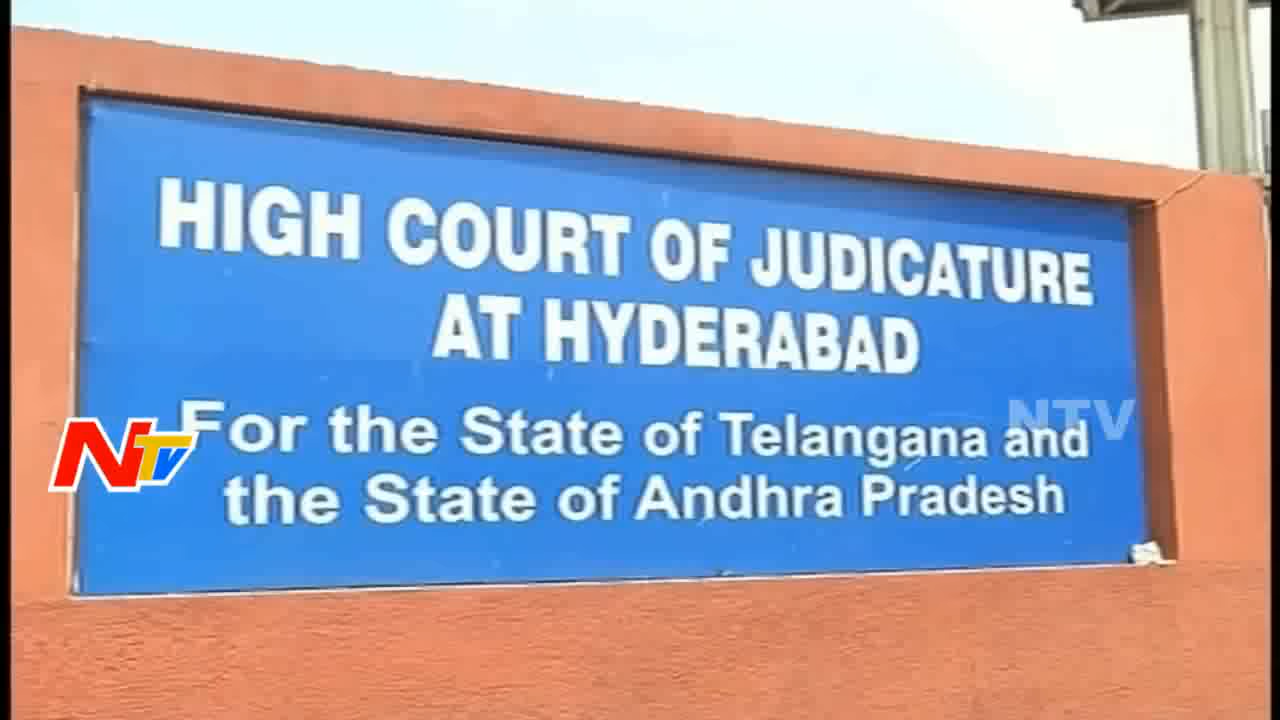 HIGH COURT OF JUDICATURE
AT HYDERABAD
For the State of Telangana and
the State of Andhra Pradesh
NTV
NTV